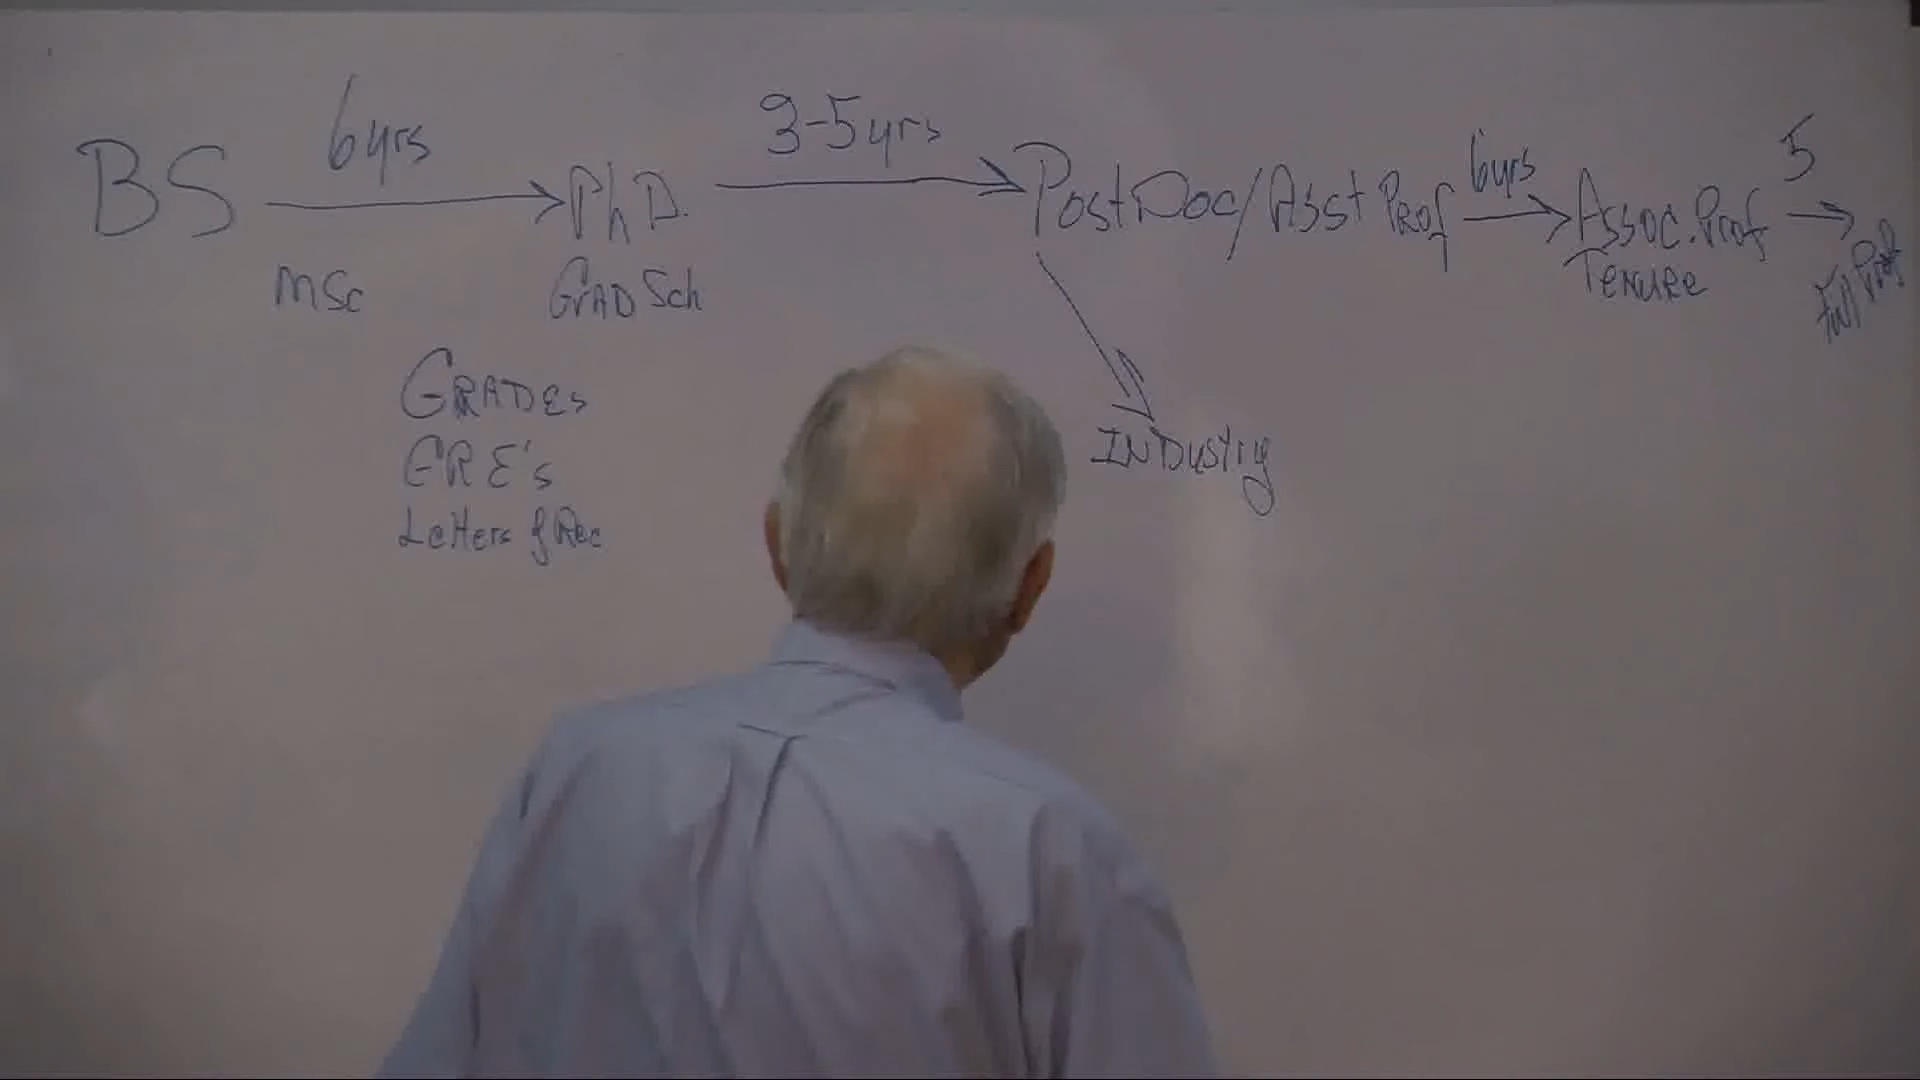 BS 6yrs → PhD. 3-5yrs → PostDoc/Asst Prof 6yrs → Assoc. Prof 5 →
MSc GRAD Sch TENURE Full Prof
GRADES
GRE's
INDustry
Letters of Rec